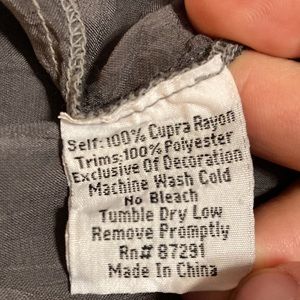 Self: 100% Cupra Rayon
Trims: 100% Polyester
Exclusive Of Decoration
Machine Wash Cold
No Bleach
Tumble Dry Low
Remove Promptly
Rn# 87291
Made In China